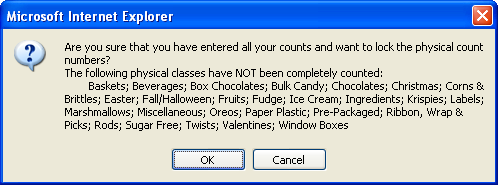 Microsoft Internet Explorer
Are you sure that you have entered all your counts and want to lock the physical count
numbers?
The following physical classes have NOT been completely counted:
Baskets; Beverages; Box Chocolates; Bulk Candy; Chocolates; Christmas; Corns &
Brittles; Easter; Fall/Halloween; Fruits; Fudge; Ice Cream; Ingredients; Krispies; Labels;
Marshmallows; Miscellaneous; Oreos; Paper Plastic; Pre-Packaged; Ribbon, Wrap &
Picks; Rods; Sugar Free; Twists; Valentines; Window Boxes
OK Cancel